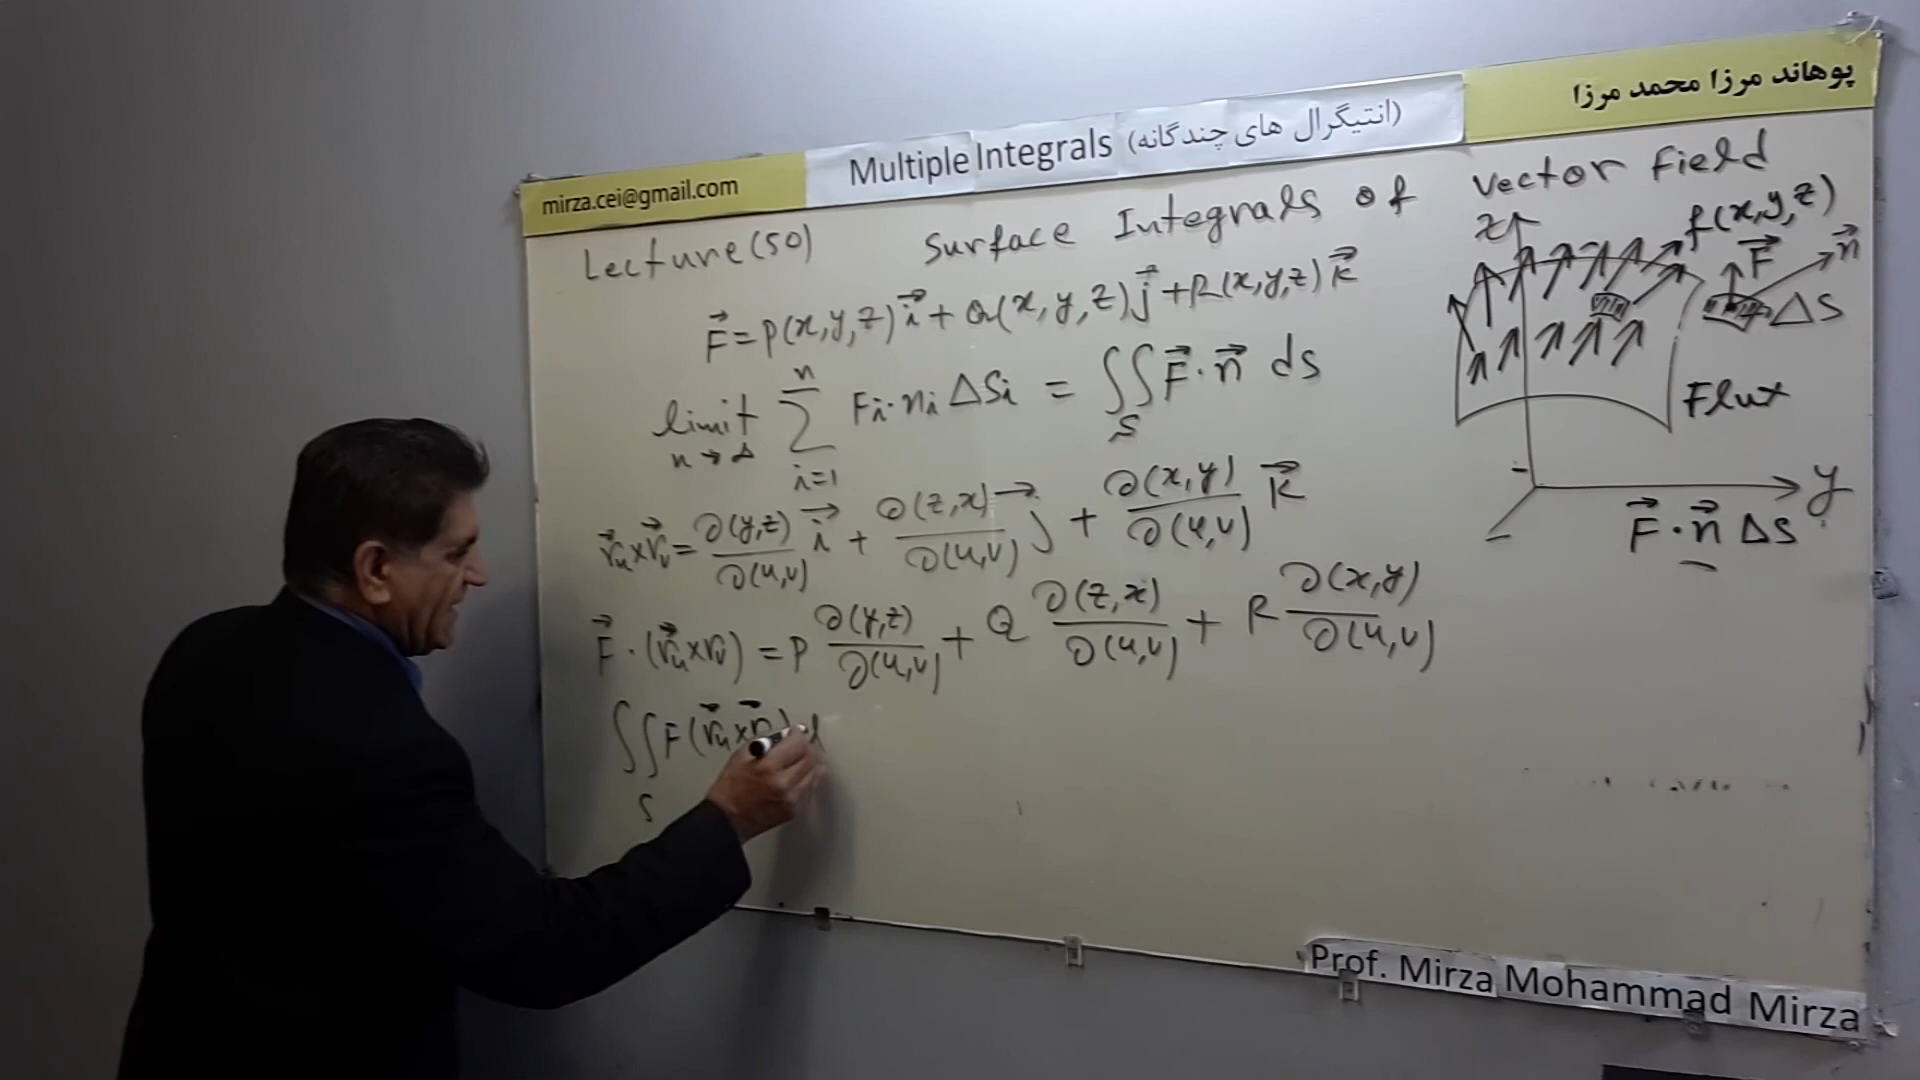 پوهاند مرزا محمد مرزا
Multiple Integrals (انتیگرال های چندگانه)
mirza.cei@gmail.com
Lecture(50) Surface Integrals of Vector Field
F⃗ = P(x,y,z)i⃗ + Q(x,y,z)j⃗ + R(x,y,z)k⃗
limit n→∞ Σ i=1 n Fi·ni ΔSi = ∬S F⃗·n⃗ ds
r⃗u×r⃗v = ∂(y,z)/∂(u,v) i⃗ + ∂(z,x)/∂(u,v) j⃗ + ∂(x,y)/∂(u,v) k⃗
F⃗·(r⃗u×rv) = P ∂(y,z)/∂(u,v) + Q ∂(z,x)/∂(u,v) + R ∂(x,y)/∂(u,v)
∬S F(r⃗u×r⃗
z
f(x,y,z)
F⃗ n⃗
ΔS
Flux
y
F⃗·n⃗ ΔS
Prof. Mirza Mohammad Mirza